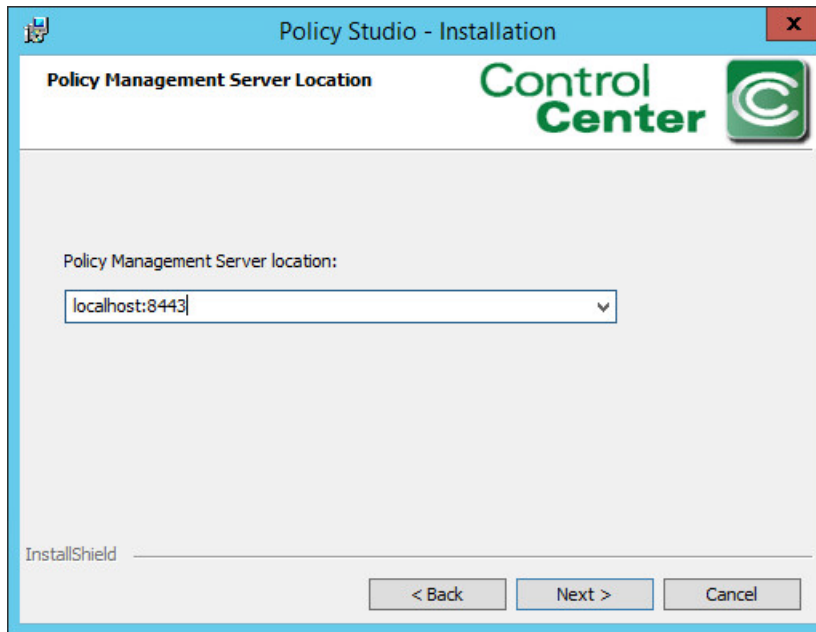 Policy Studio - Installation
x
Policy Management Server Location
Control
Center
Policy Management Server location:
localhost:8443
InstallShield
< Back
Next >
Cancel